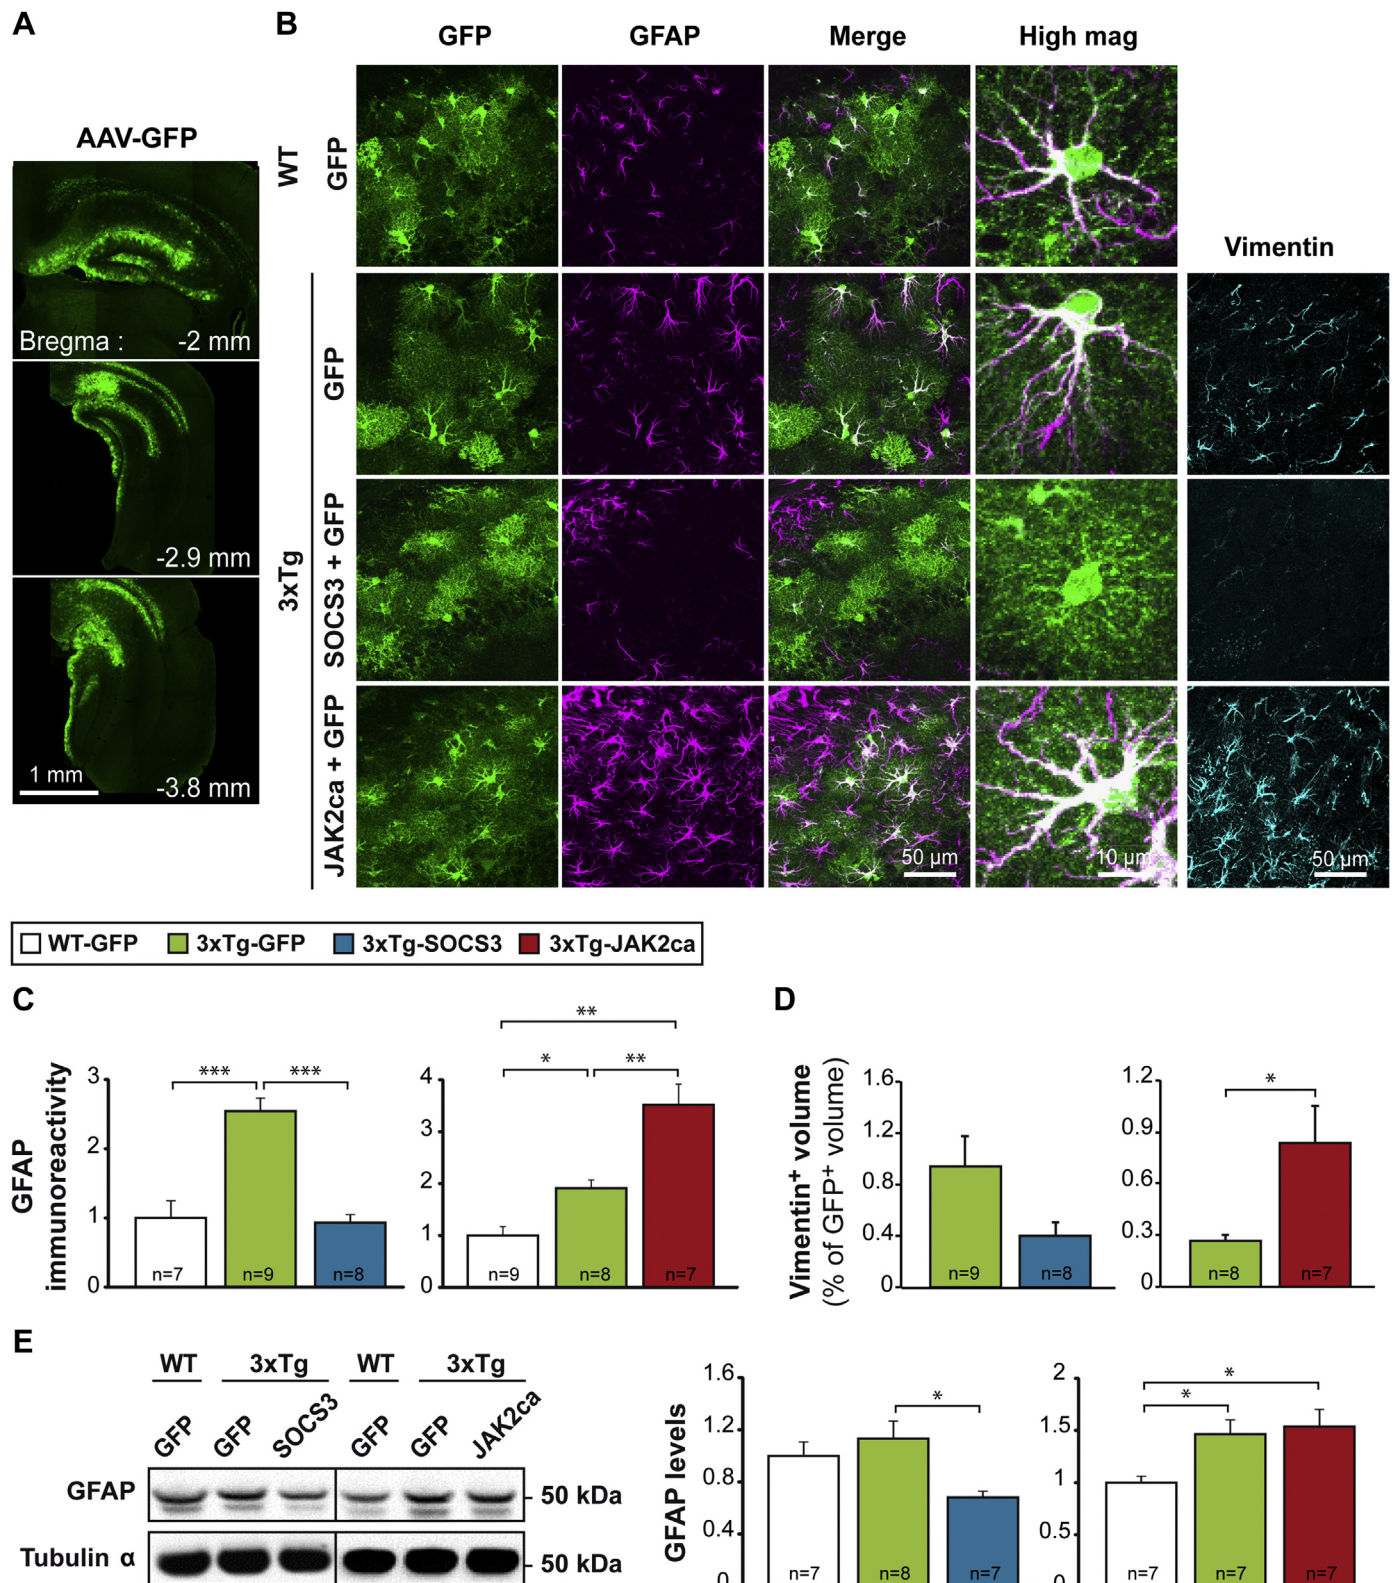 A
AAV-GFP
Bregma : -2 mm
-2.9 mm
1 mm
-3.8 mm
B
GFP GFAP Merge High mag
Vimentin
WT
GFP
3xTg
GFP
SOCS3 + GFP
JAK2ca + GFP
50 µm
10 µm
50 µm
WT-GFP 3xTg-GFP 3xTg-SOCS3 3xTg-JAK2ca
C
GFAP
immunoreactivity
3
2
1
0
*** ***
n=7 n=9 n=8
4
3
2
1
0
**
* **
n=9 n=8 n=7
D
Vimentin+ volume
(% of GFP+ volume)
1.6
1.2
0.8
0.4
0
n=9 n=8
1.2
0.9
0.6
0.3
0
*
n=8 n=7
E
WT 3xTg WT 3xTg
GFP GFP SOCS3 GFP GFP JAK2ca
GFAP 50 kDa
Tubulin α 50 kDa
GFAP levels
1.6
1.2
0.8
0.4
0
*
n=7 n=8 n=7
2
1.5
1
0.5
0
*
*
n=7 n=7 n=7